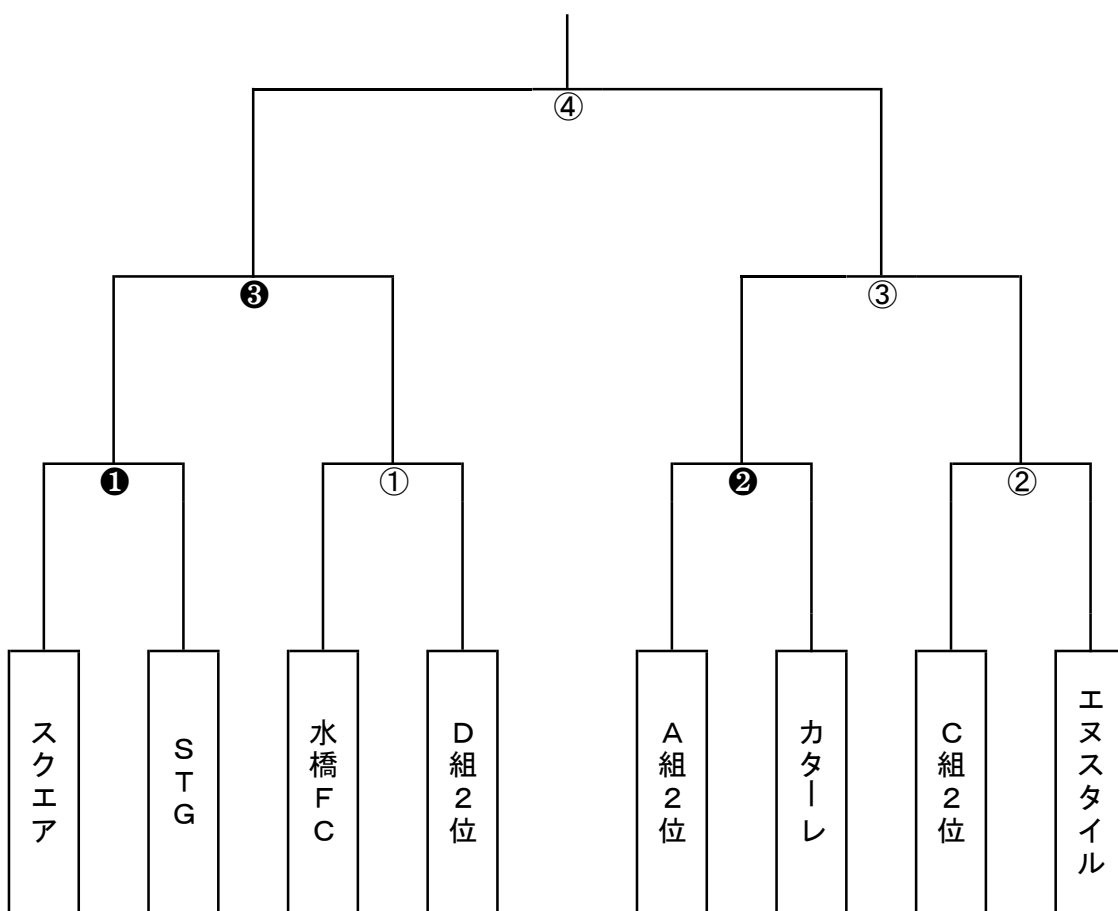 ④
❸
③
❶
①
❷
②
スクエア
STG
水橋FC
D組2位
A組2位
カターレ
C組2位
エヌスタイル